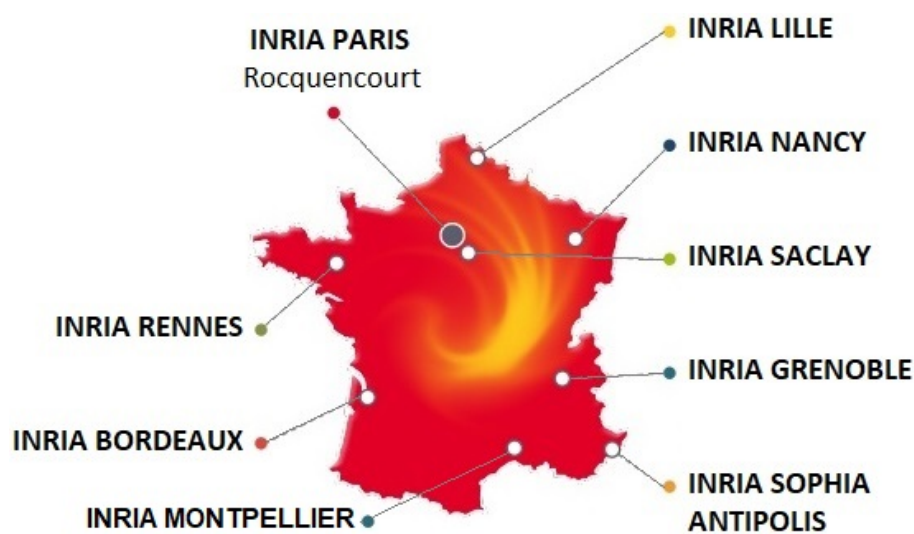 INRIA PARIS
Rocquencourt
INRIA LILLE
INRIA NANCY
INRIA SACLAY
INRIA RENNES
INRIA GRENOBLE
INRIA BORDEAUX
INRIA SOPHIA
ANTIPOLIS
INRIA MONTPELLIER